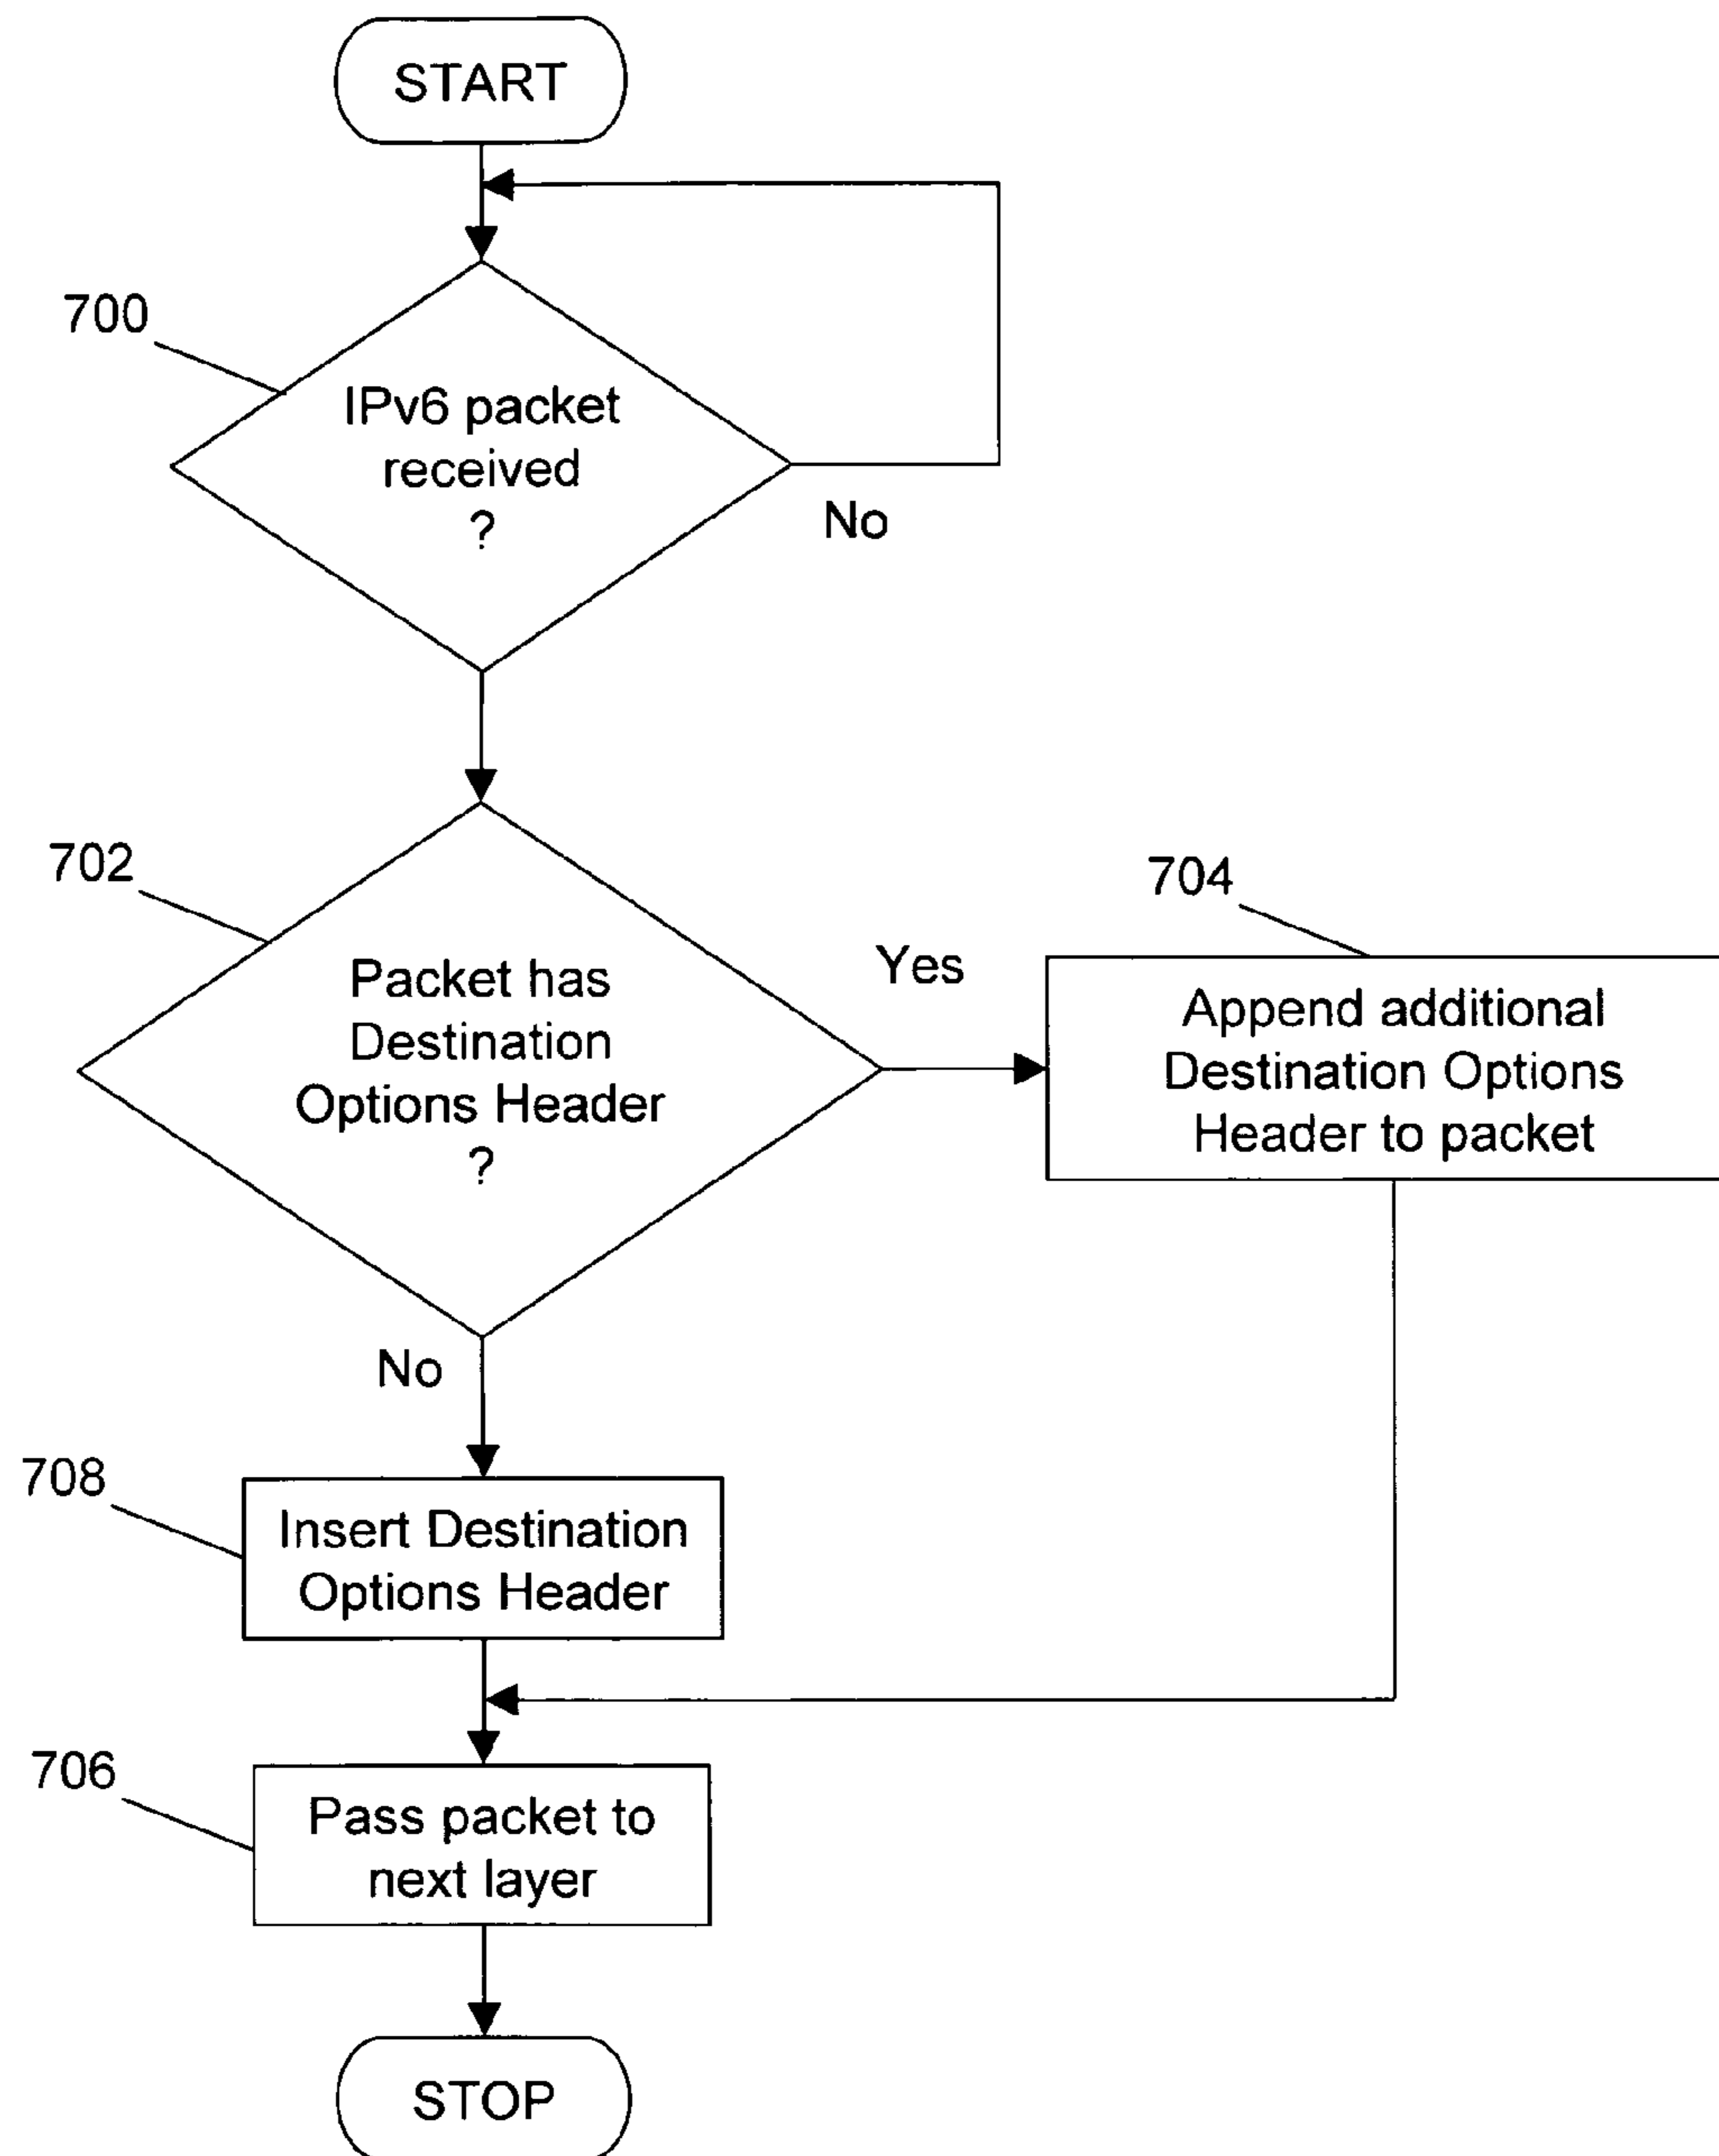 START
700
IPv6 packet
received
?
No
702
Packet has
Destination
Options Header
?
Yes
704
Append additional
Destination Options
Header to packet
No
708
Insert Destination
Options Header
706
Pass packet to
next layer
STOP